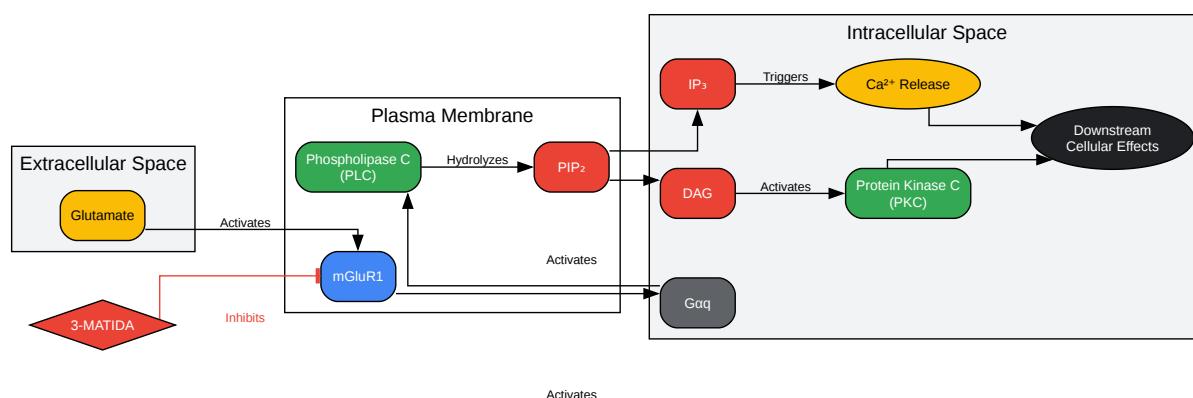 Extracellular Space
Glutamate
3-MATIDA
Activates
Inhibits
Plasma Membrane
Phospholipase C
(PLC)
Hydrolyzes
PIP₂
mGluR1
Activates
Activates
Intracellular Space
IP₃
Triggers
Ca²⁺ Release
DAG
Activates
Protein Kinase C
(PKC)
Downstream
Cellular Effects
Gαq